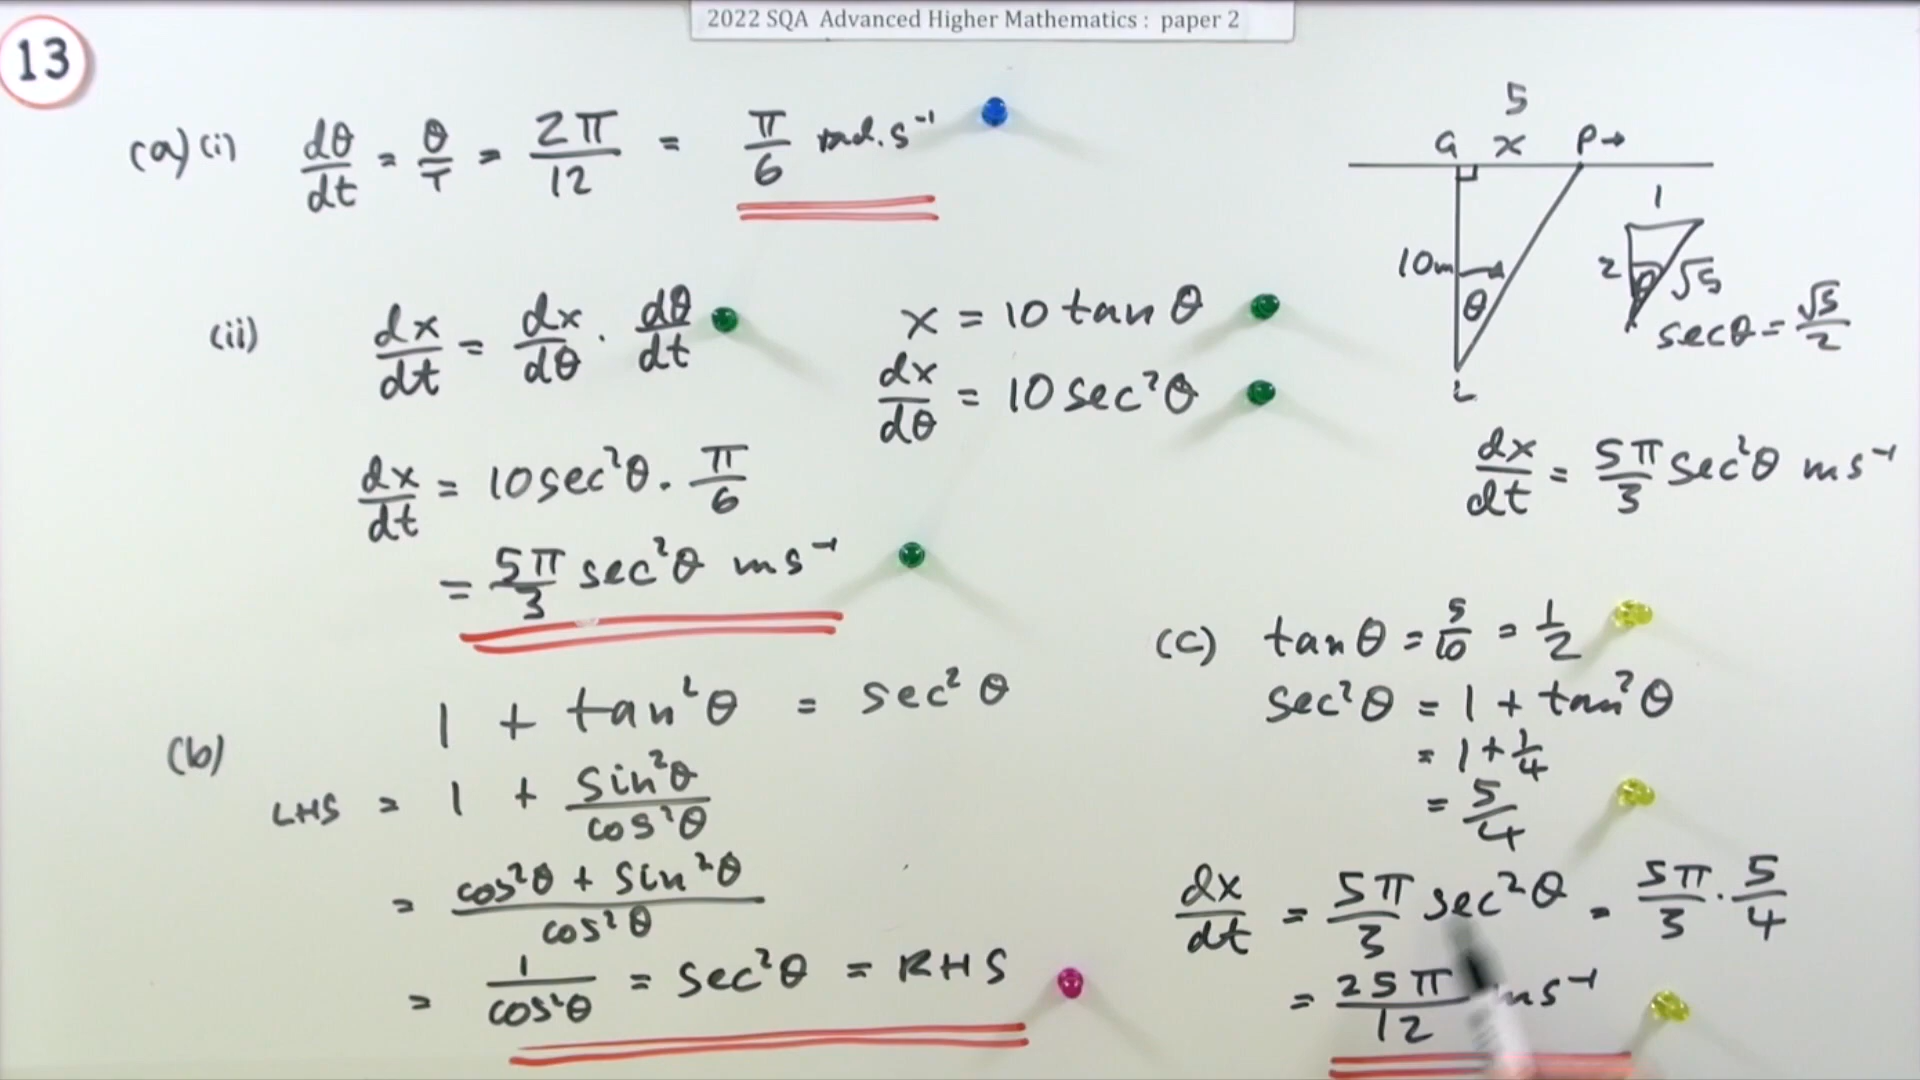 2022 SQA Advanced Higher Mathematics : paper 2
13
(a) (i) dθ/dt = θ/T = 2π/12 = π/6 rad.s⁻¹
(ii) dx/dt = dx/dθ · dθ/dt
x = 10 tan θ
dx/dθ = 10 sec²θ
dx/dt = 10 sec²θ . π/6
= 5π/3 sec²θ ms⁻¹
(b) 1 + tan²θ = sec²θ
LHS = 1 + sin²θ/cos²θ
= cos²θ + sin²θ / cos²θ
= 1/cos²θ = sec²θ = RHS
5
G x P→
10m
θ
L
1
2 θ √5
sec θ = √5/2
dx/dt = 5π/3 sec²θ ms⁻¹
(c) tan θ = 5/10 = 1/2
sec²θ = 1 + tan²θ
= 1 + 1/4
= 5/4
dx/dt = 5π/3 sec²θ = 5π/3 · 5/4
= 25π/12 ms⁻¹